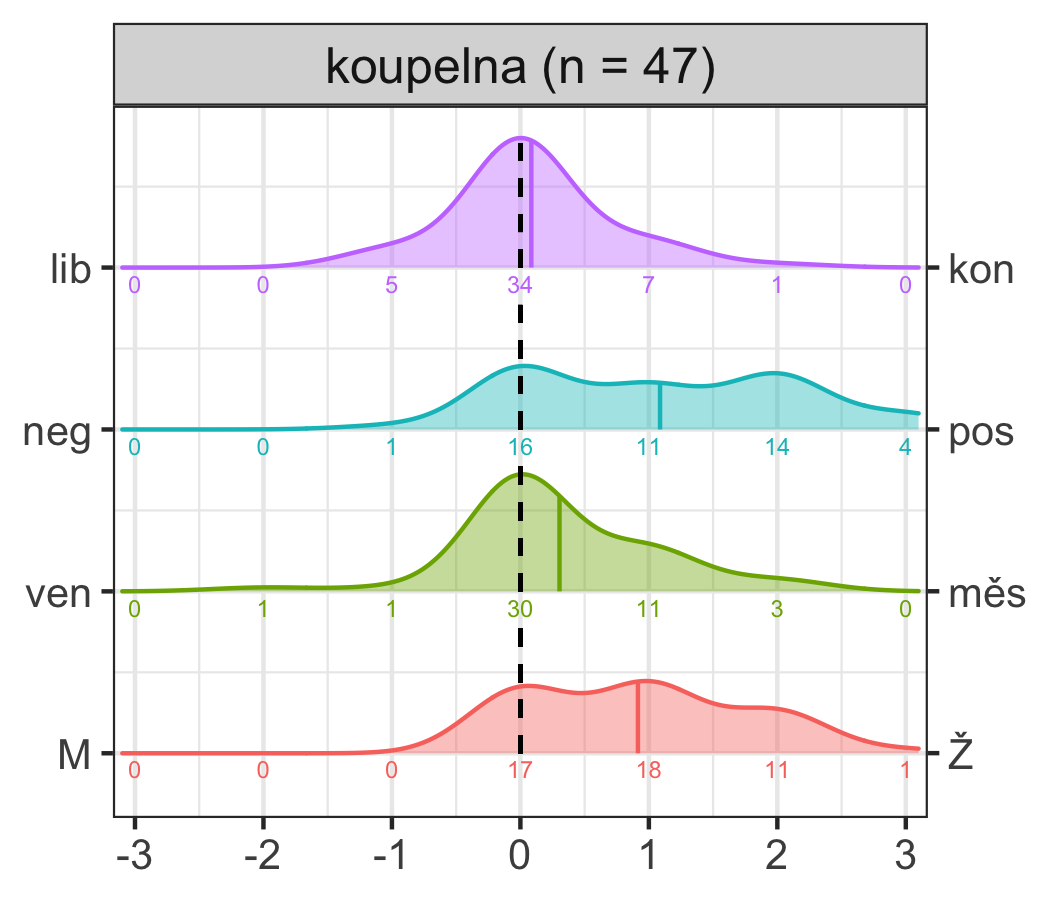 koupelna (n = 47)
lib kon
0 0 5 34 7 1 0
neg pos
0 0 1 16 11 14 4
ven měs
0 1 1 30 11 3 0
M Ž
0 0 0 17 18 11 1
-3 -2 -1 0 1 2 3